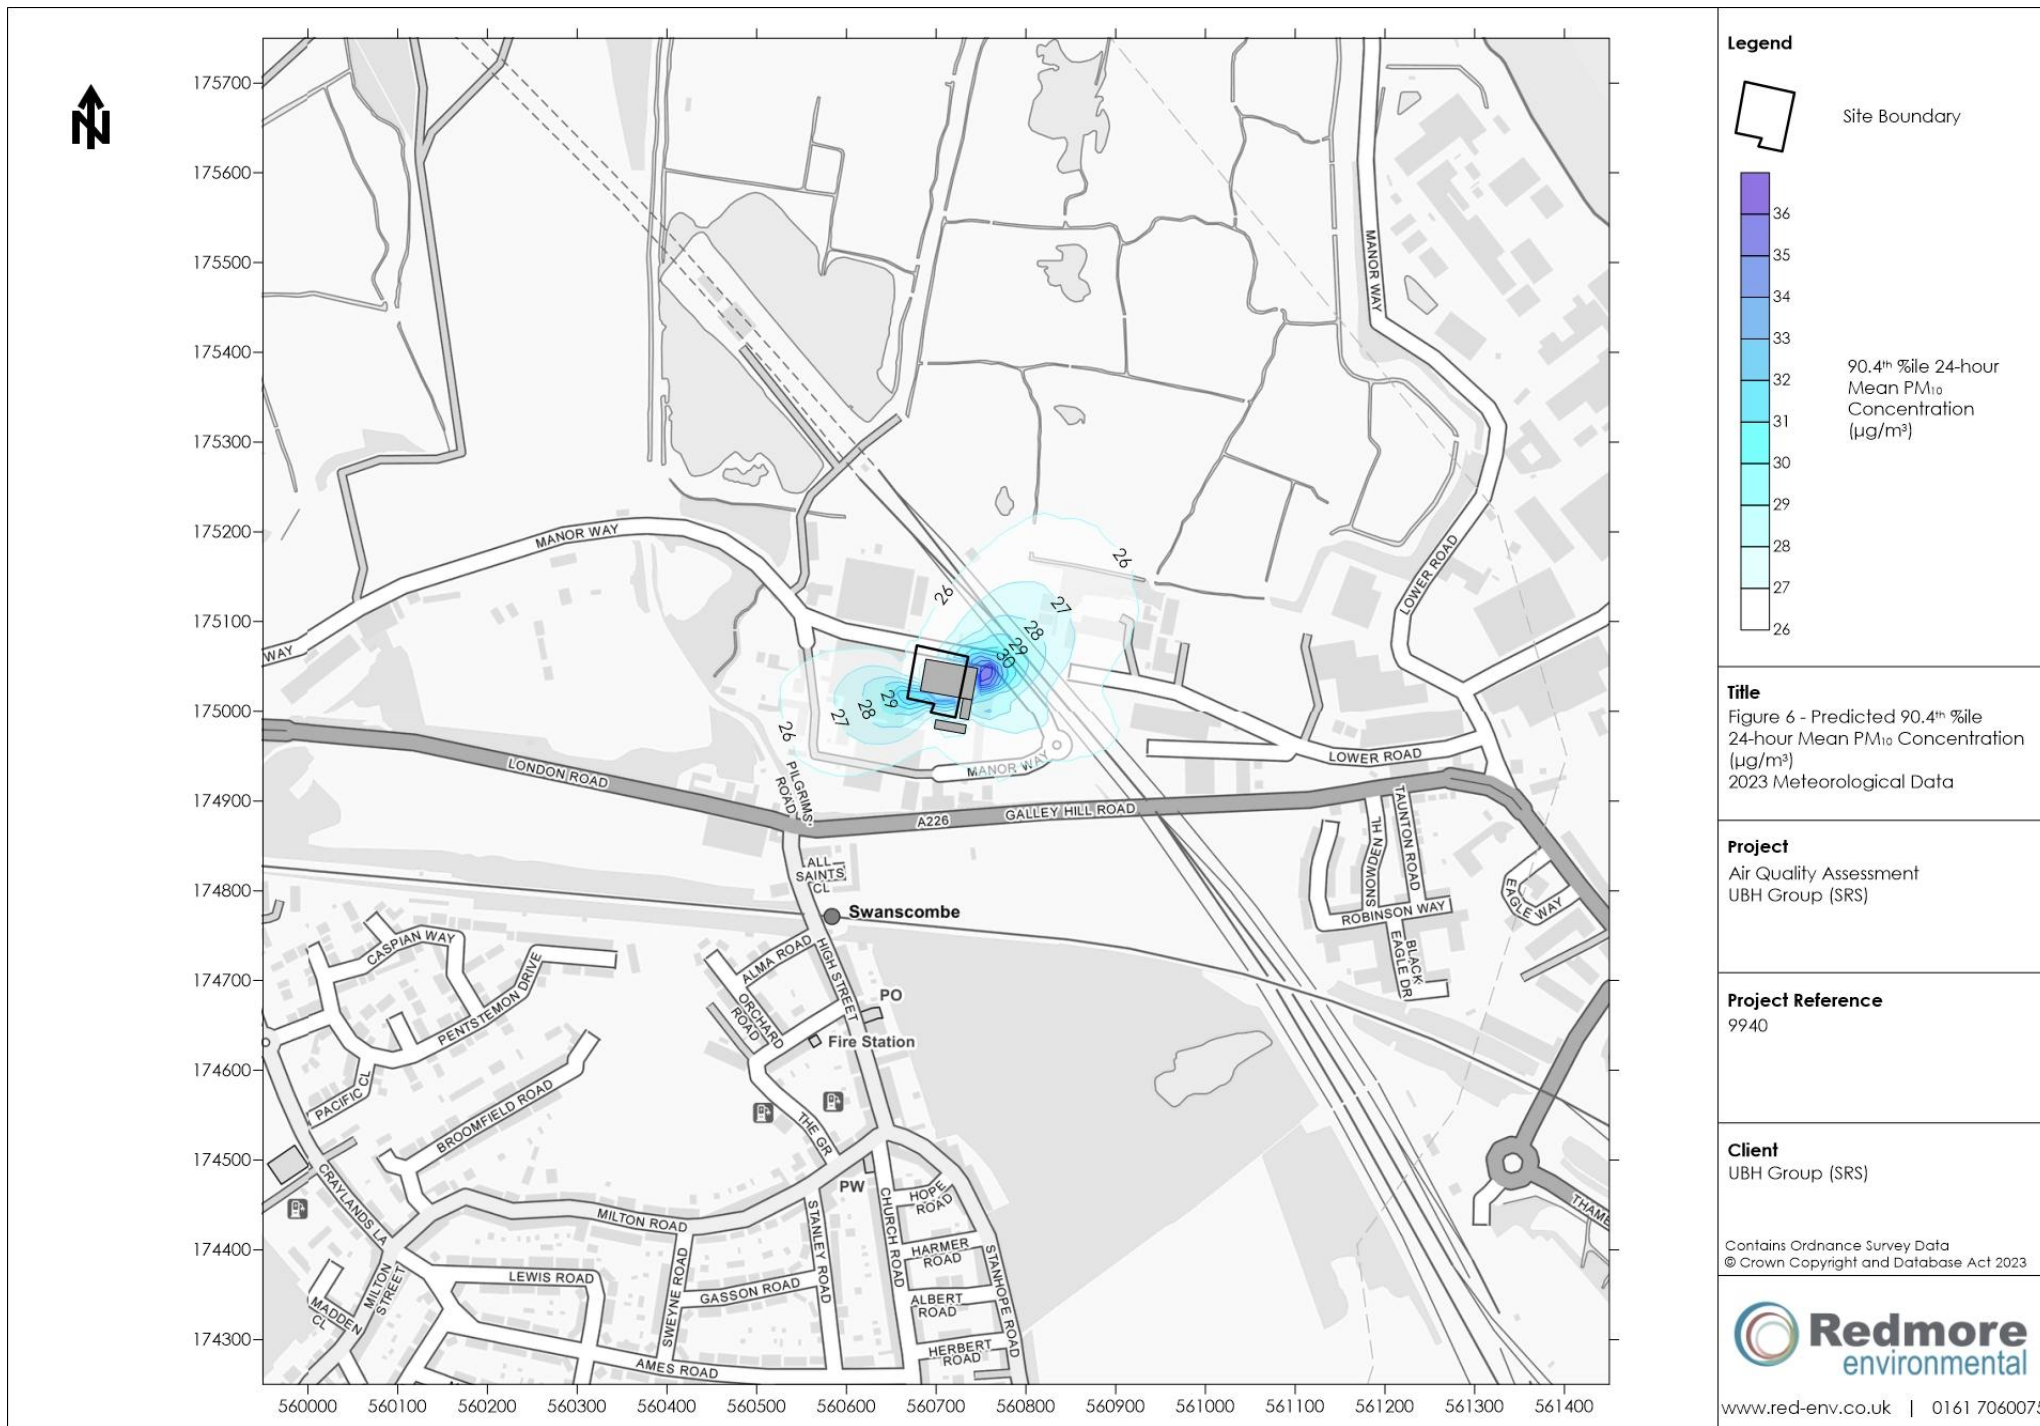 175700
175600
175500
175400
175300
175200
175100
175000
174900
174800
174700
174600
174500
174400
174300
560000 560100 560200 560300 560400 560500 560600 560700 560800 560900 561000 561100 561200 561300 561400
N
MANOR WAY
MANOR WAY
LOWER ROAD
WAY
26
26
27
28
29
30
29
28
27
26
MANOR WAY
LOWER ROAD
LONDON ROAD
PILGRIMS'
ROAD
A226
GALLEY HILL ROAD
TAUNTON ROAD
SNOWDEN HL
ROBINSON WAY
BLACK
EAGLE DR
EAGLE WAY
ALL
SAINTS
CL
Swanscombe
CASPIAN WAY
PENTSTEMON DRIVE
PACIFIC CL
BROOMFIELD ROAD
ALMA ROAD
HIGH STREET
ORCHARD
ROAD
PO
Fire Station
THE GR
PW
CRAYLANDS LA
MILTON ROAD
MILTON
STREET
MADDEN
CL
LEWIS ROAD
SWEYNE ROAD
GASSON ROAD
STANLEY ROAD
AMES ROAD
CHURCH ROAD
HOPE
ROAD
HARMER
ROAD
ALBERT
ROAD
HERBERT
ROAD
STANHOPE ROAD
THAME
Legend
Site Boundary
36
35
34
33
32
31
30
29
28
27
26
90.4th %ile 24-hour
Mean PM₁₀
Concentration
(µg/m³)
Title
Figure 6 - Predicted 90.4th %ile
24-hour Mean PM₁₀ Concentration
(µg/m³)
2023 Meteorological Data
Project
Air Quality Assessment
UBH Group (SRS)
Project Reference
9940
Client
UBH Group (SRS)
Contains Ordnance Survey Data
© Crown Copyright and Database Act 2023
Redmore
environmental
www.red-env.co.uk | 0161 7060075